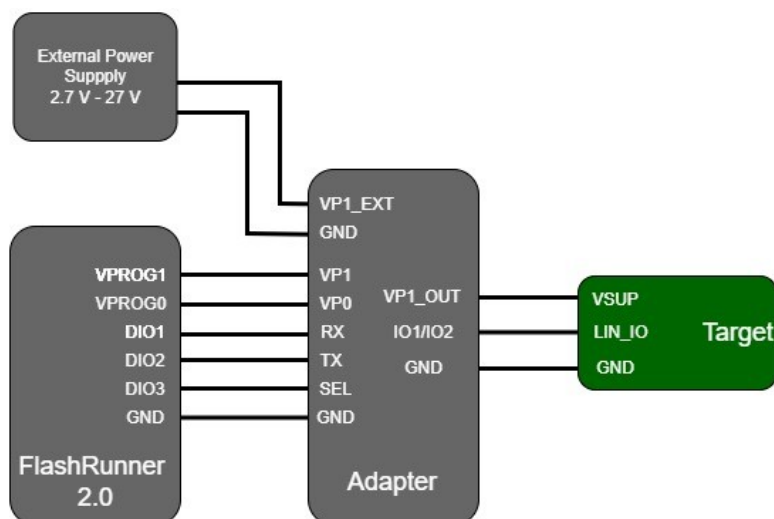 External Power
Suppply
2.7 V - 27 V
VP1_EXT
GND
VPROG1
VP1
VPROG0
VP0
VP1_OUT
VSUP
DIO1
RX
IO1/IO2
LIN_IO
Target
DIO2
TX
GND
GND
DIO3
SEL
GND
GND
FlashRunner
2.0
Adapter